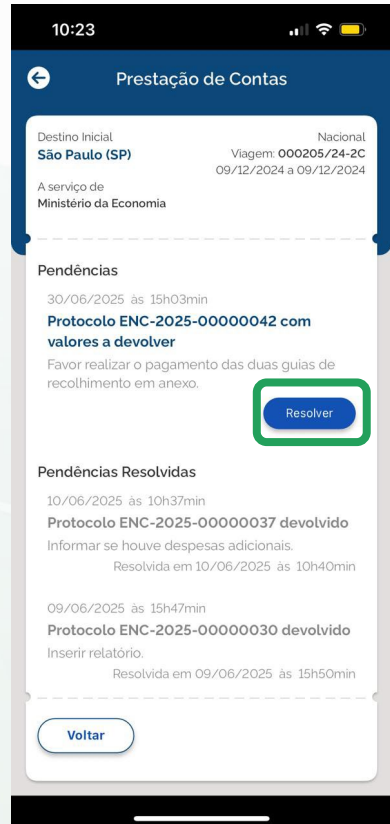 10:23
Prestação de Contas
Destino Inicial
São Paulo (SP)
Nacional
Viagem: 000205/24-2C
09/12/2024 a 09/12/2024
A serviço de
Ministério da Economia
Pendências
30/06/2025 às 15h03min
Protocolo ENC-2025-00000042 com
valores a devolver
Favor realizar o pagamento das duas guias de
recolhimento em anexo.
Resolver
Pendências Resolvidas
10/06/2025 às 10h37min
Protocolo ENC-2025-00000037 devolvido
Informar se houve despesas adicionais.
Resolvida em 10/06/2025 às 10h40min
09/06/2025 às 15h47min
Protocolo ENC-2025-00000030 devolvido
Inserir relatório.
Resolvida em 09/06/2025 às 15h50min
Voltar